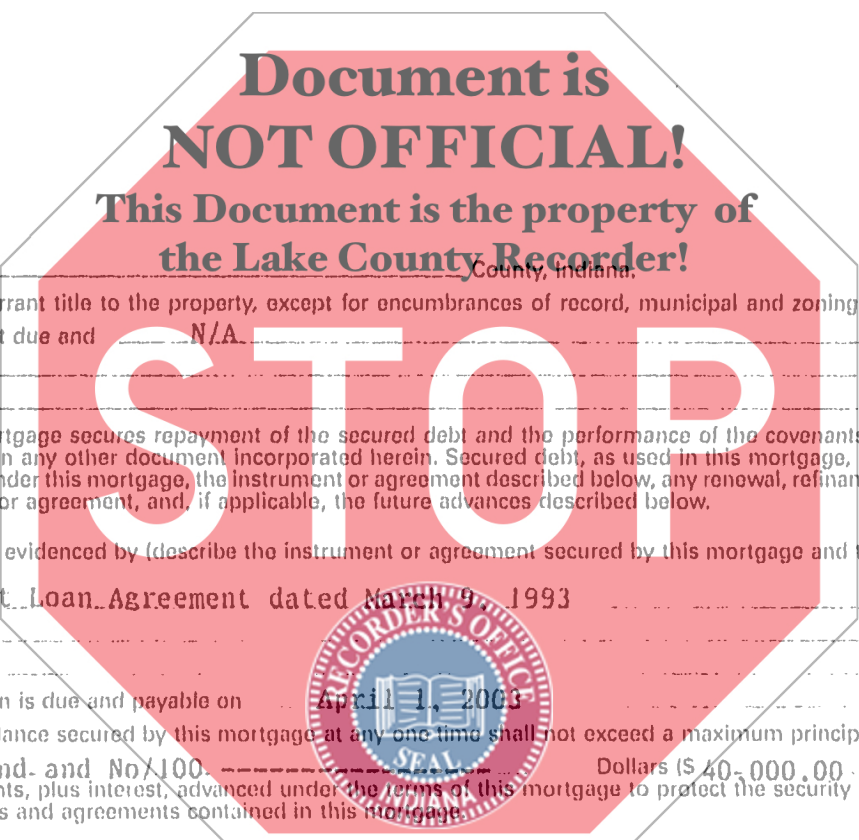 Document is
NOT OFFICIAL!
This Document is the property of
the Lake County Recorder!
County, Indiana.
rrant title to the property, except for encumbrances of record, municipal and zoning
t due and N/A
STOP
rtgage secures repayment of the secured debt and the performance of the covenants
n any other document incorporated herein. Secured debt, as used in this mortgage,
nder this mortgage, the instrument or agreement described below, any renewal, refinan
or agreement, and, if applicable, the future advances described below.
evidenced by (describe the instrument or agreement secured by this mortgage and t
t Loan Agreement dated March 9, 1993
RECORDER'S OFFICE
SEAL
INDIANA
n is due and payable on April 1, 2003
lance secured by this mortgage at any one time shall not exceed a maximum princip
nd and No/100 Dollars ($ 40-000.00
nts, plus interest, advanced under the terms of this mortgage to protect the security
s and agreements contained in this mortgage.